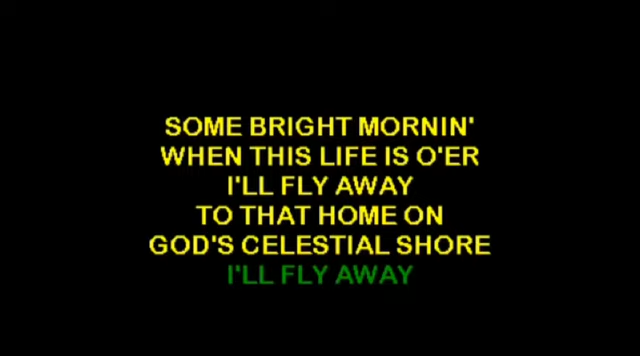 SOME BRIGHT MORNIN'
WHEN THIS LIFE IS O'ER
I'LL FLY AWAY
TO THAT HOME ON
GOD'S CELESTIAL SHORE
I'LL FLY AWAY